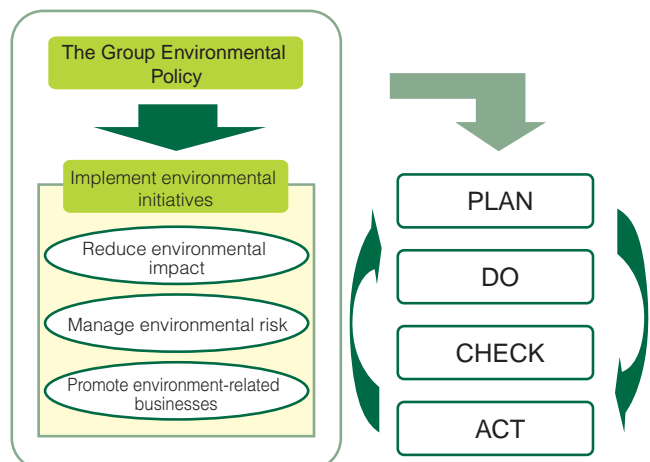 The Group Environmental
Policy
Implement environmental
initiatives
Reduce environmental
impact
Manage environmental risk
Promote environment-related
businesses
PLAN
DO
CHECK
ACT